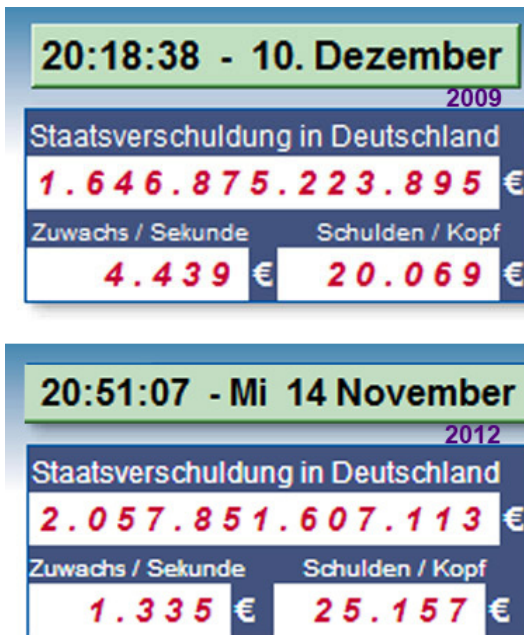 20:18:38 - 10. Dezember
2009
Staatsverschuldung in Deutschland
1.646.875.223.895 €
Zuwachs / Sekunde Schulden / Kopf
4.439 € 20.069 €
20:51:07 - Mi 14 November
2012
Staatsverschuldung in Deutschland
2.057.851.607.113 €
Zuwachs / Sekunde Schulden / Kopf
1.335 € 25.157 €